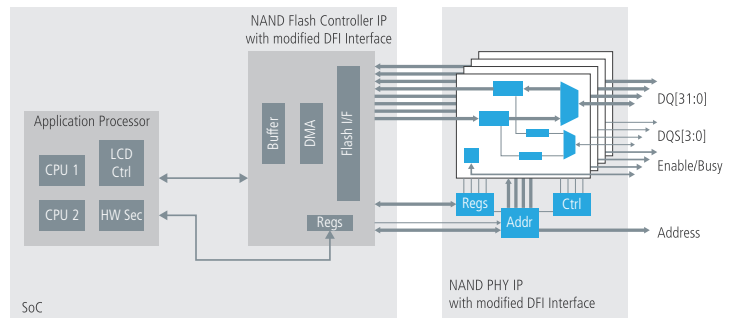 NAND Flash Controller IP
with modified DFI Interface
Application Processor
CPU 1
LCD
Ctrl
CPU 2
HW Sec
Buffer
DMA
Flash I/F
Regs
SoC
Regs
Addr
Ctrl
NAND PHY IP
with modified DFI Interface
DQ[31:0]
DQS[3:0]
Enable/Busy
Address